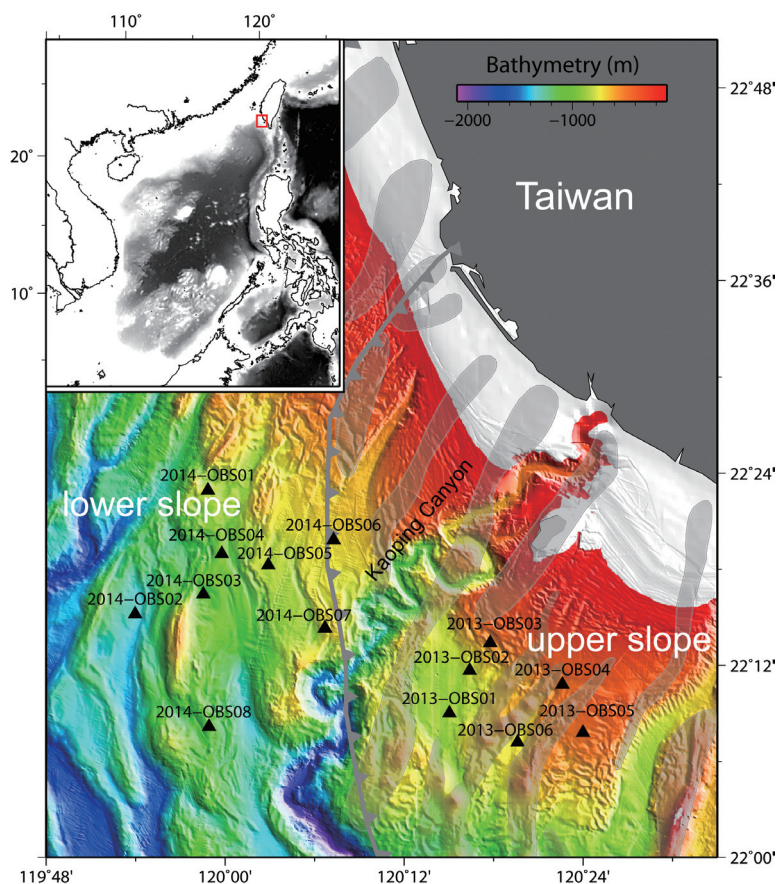 110°
120°
20°
10°
Bathymetry (m)
−2000
−1000
Taiwan
22°48'
22°36'
22°24'
22°12'
22°00'
2014−OBS01
lower slope
2014−OBS04
2014−OBS06
2014−OBS05
2014−OBS03
2014−OBS02
2014−OBS07
2014−OBS08
Kaoping Canyon
2013−OBS03
upper slope
2013−OBS02
2013−OBS04
2013−OBS01
2013−OBS05
2013−OBS06
119°48'
120°00'
120°12'
120°24'